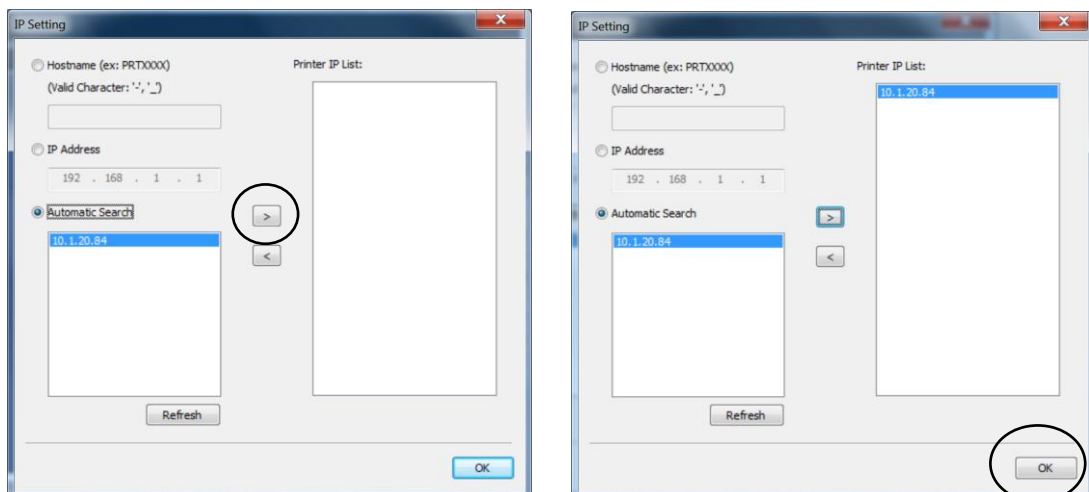 IP Setting
Hostname (ex: PRTXXXX)
(Valid Character: '-', '_')
IP Address
192 . 168 . 1 . 1
Automatic Search
10.1.20.84
Refresh
Printer IP List:
>
<
OK
IP Setting
Hostname (ex: PRTXXXX)
(Valid Character: '-', '_')
IP Address
192 . 168 . 1 . 1
Automatic Search
10.1.20.84
Refresh
Printer IP List:
10.1.20.84
>
<
OK